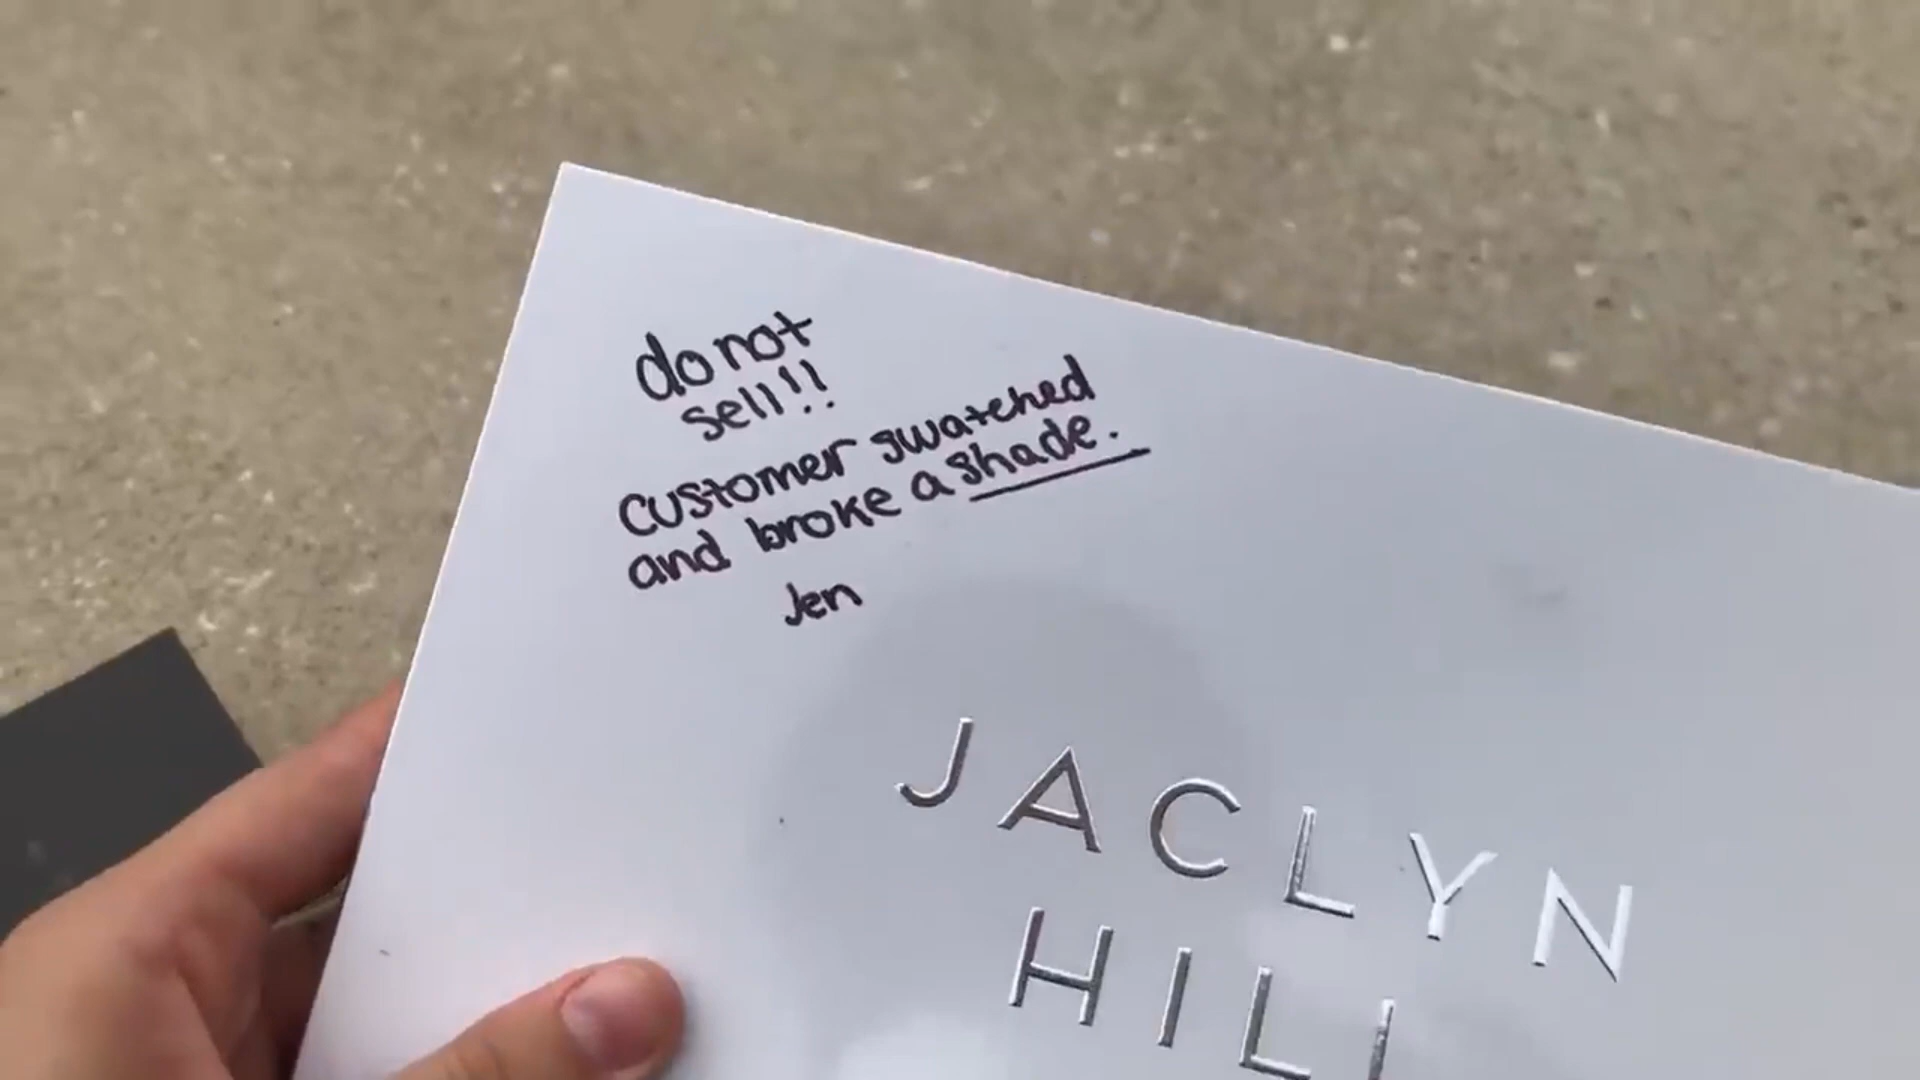 do not
sell!!
customer swatched
and broke a shade.
Jen
JACLYN
HILL